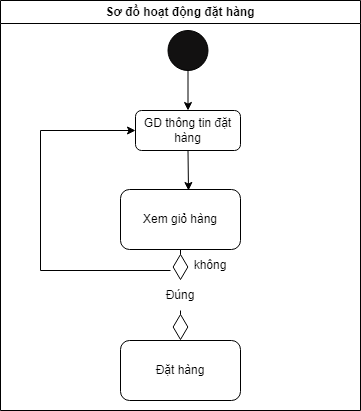 Sơ đồ hoạt động đặt hàng
GD thông tin đặt
hàng
Xem giỏ hàng
không
Đúng
Đặt hàng